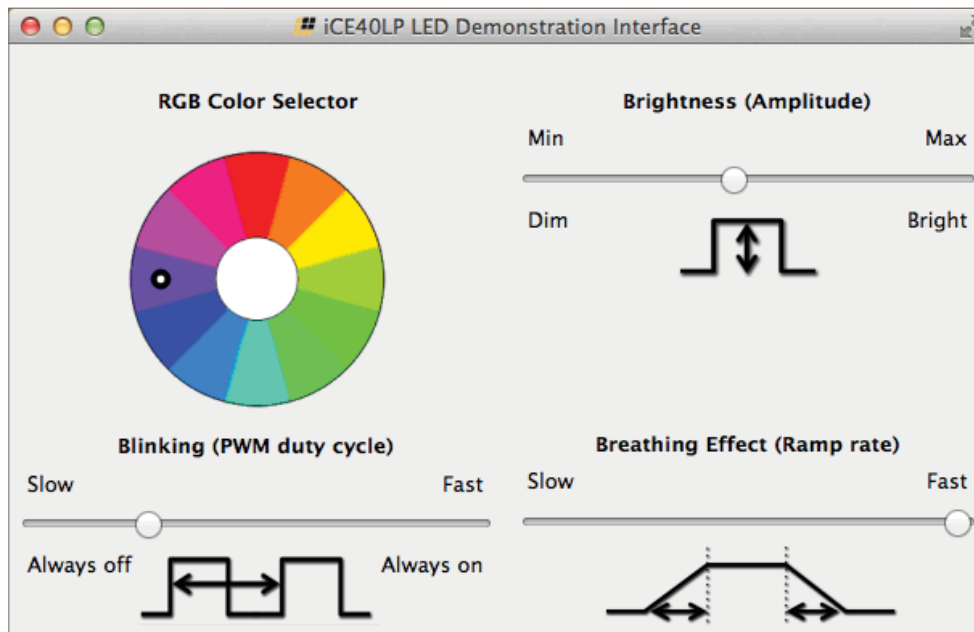 iCE40LP LED Demonstration Interface
RGB Color Selector
Brightness (Amplitude)
Min
Max
Dim
Bright
Blinking (PWM duty cycle)
Slow
Fast
Always off
Always on
Breathing Effect (Ramp rate)
Slow
Fast